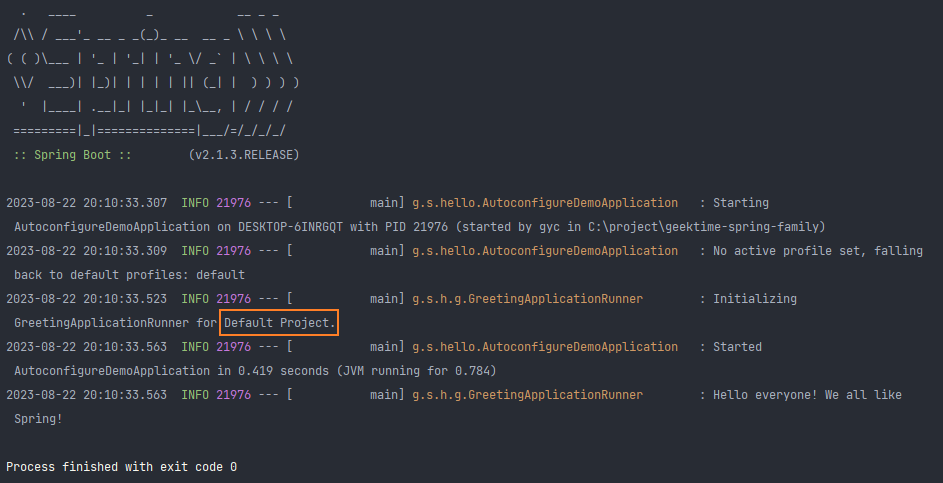 .   ____          _            __ _ _
 /\\ / ___'_ __ _ _(_)_ __  __ _ \ \ \ \
( ( )\___ | '_ | '_| | '_ \/ _` | \ \ \ \
 \\/  ___)| |_)| | | | | || (_| |  ) ) ) )
  '  |____| .__|_| |_|_| |_\__, | / / / /
 =========|_|==============|___/=/_/_/_/
 :: Spring Boot ::        (v2.1.3.RELEASE)
2023-08-22 20:10:33.307  INFO 21976 --- [           main] g.s.hello.AutoconfigureDemoApplication   : Starting
 AutoconfigureDemoApplication on DESKTOP-6INRGQT with PID 21976 (started by gyc in C:\project\geektime-spring-family)
2023-08-22 20:10:33.309  INFO 21976 --- [           main] g.s.hello.AutoconfigureDemoApplication   : No active profile set, falling
 back to default profiles: default
2023-08-22 20:10:33.523  INFO 21976 --- [           main] g.s.h.g.GreetingApplicationRunner        : Initializing
 GreetingApplicationRunner for Default Project.
2023-08-22 20:10:33.563  INFO 21976 --- [           main] g.s.hello.AutoconfigureDemoApplication   : Started
 AutoconfigureDemoApplication in 0.419 seconds (JVM running for 0.784)
2023-08-22 20:10:33.563  INFO 21976 --- [           main] g.s.h.g.GreetingApplicationRunner        : Hello everyone! We all like
 Spring!
Process finished with exit code 0